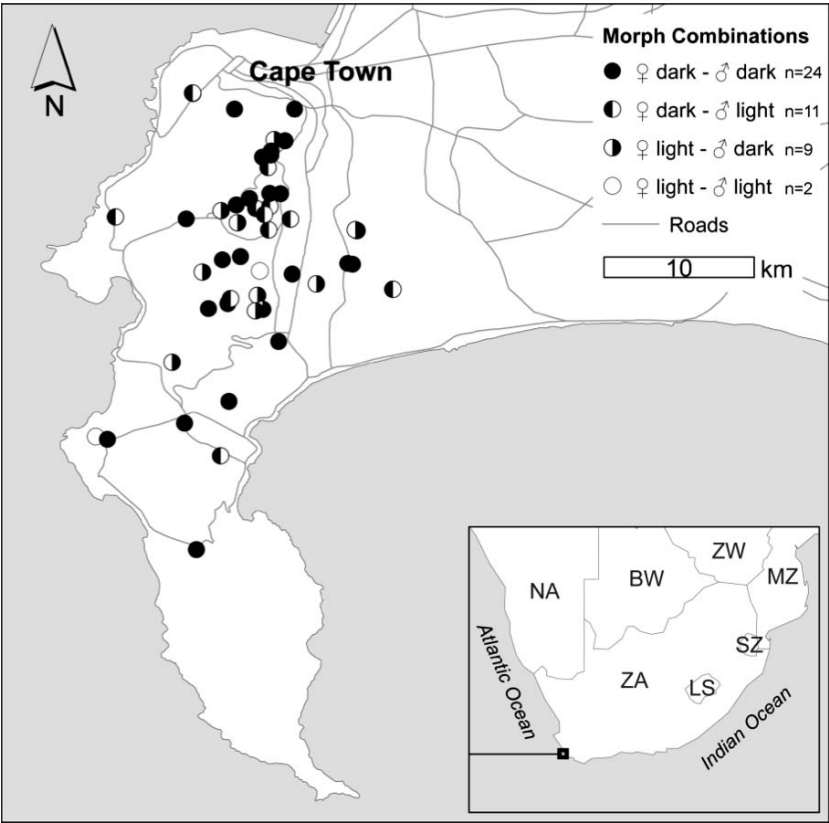 N
Cape Town
Morph Combinations
♀ dark - ♂ dark n=24
♀ dark - ♂ light n=11
♀ light - ♂ dark n=9
♀ light - ♂ light n=2
Roads
10 km
NA
BW
ZW
MZ
SZ
ZA
LS
Atlantic Ocean
Indian Ocean